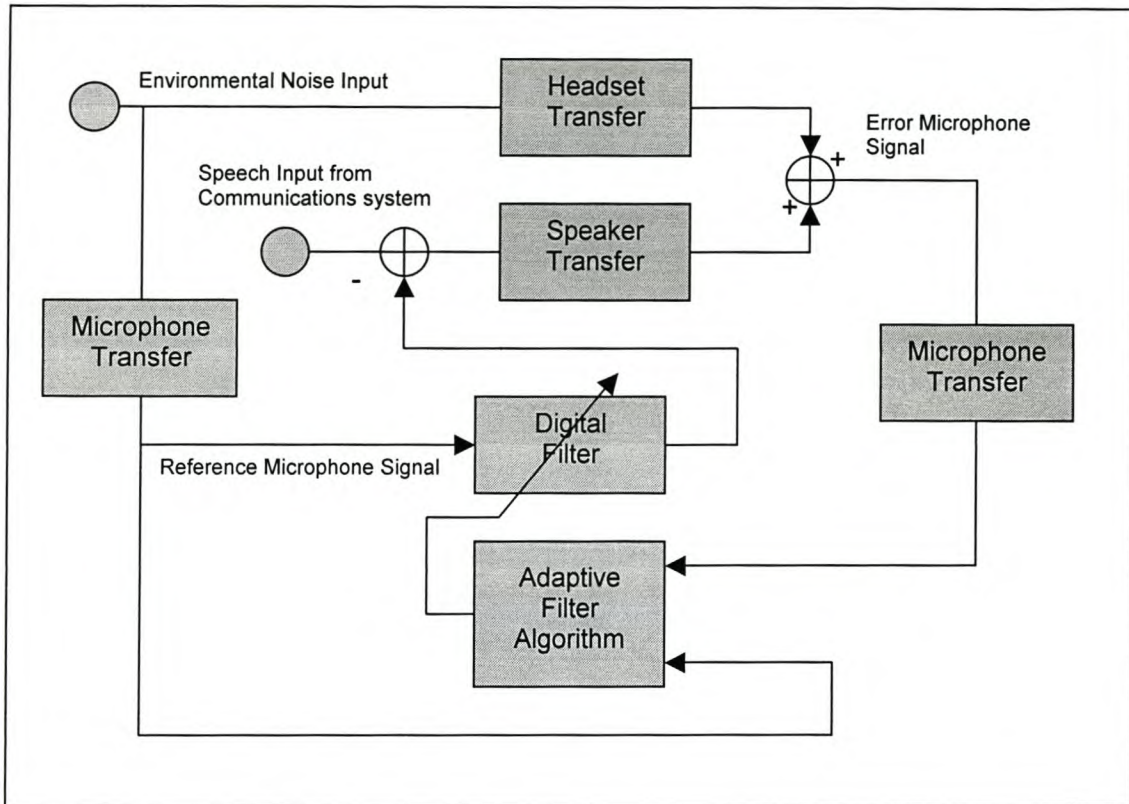 Environmental Noise Input
Headset
Transfer
Error Microphone
Signal
+
+
Speech Input from
Communications system
Speaker
Transfer
-
Microphone
Transfer
Microphone
Transfer
Digital
Filter
Reference Microphone Signal
Adaptive
Filter
Algorithm